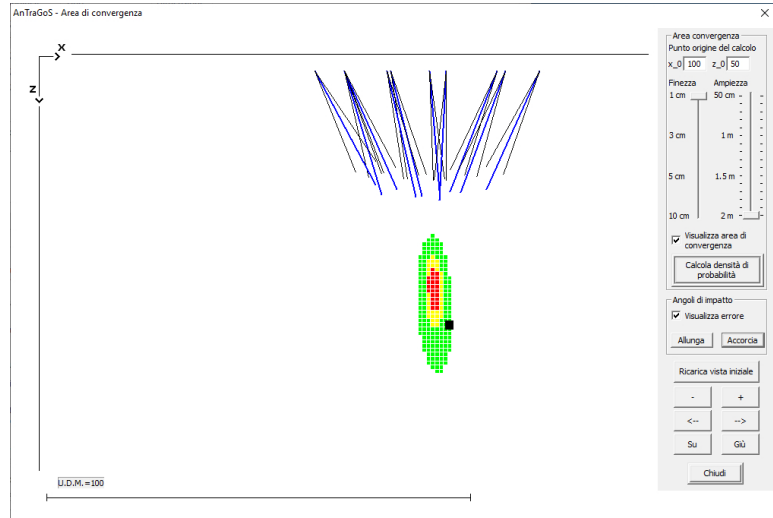 AnTraGoS - Area di convergenza
X
Z
U.D.M.=100
Area convergenza
Punto origine del calcolo
x_0 100 z_0 50
Finezza Ampiezza
1 cm 50 cm
3 cm 1 m
5 cm 1.5 m
10 cm 2 m
Visualizza area di
convergenza
Calcola densità di
probabilità
Angoli di impatto
Visualizza errore
Allunga Accorcia
Ricarica vista iniziale
- +
<-- -->
Su Giù
Chiudi